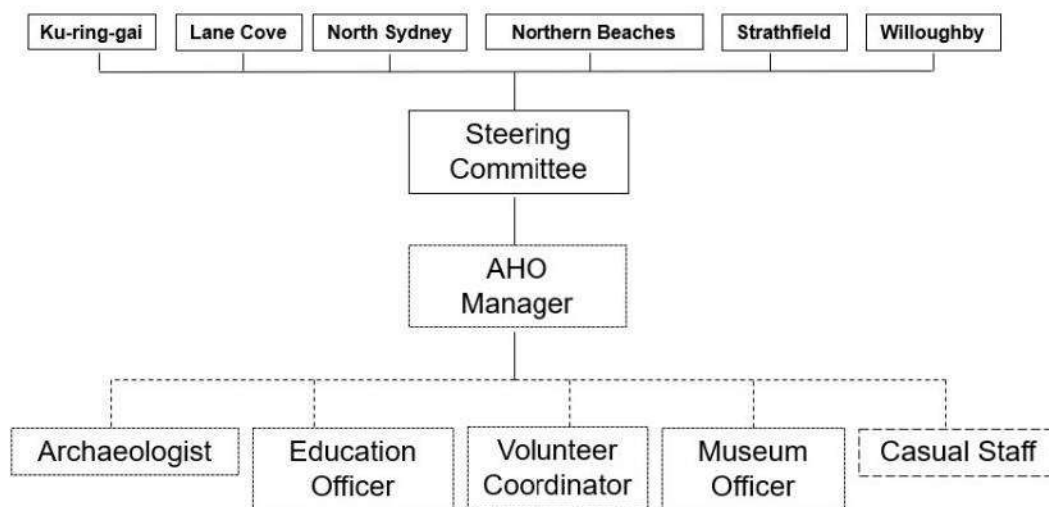 Ku-ring-gai
Lane Cove
North Sydney
Northern Beaches
Strathfield
Willoughby
Steering
Committee
AHO
Manager
Archaeologist
Education
Officer
Volunteer
Coordinator
Museum
Officer
Casual Staff